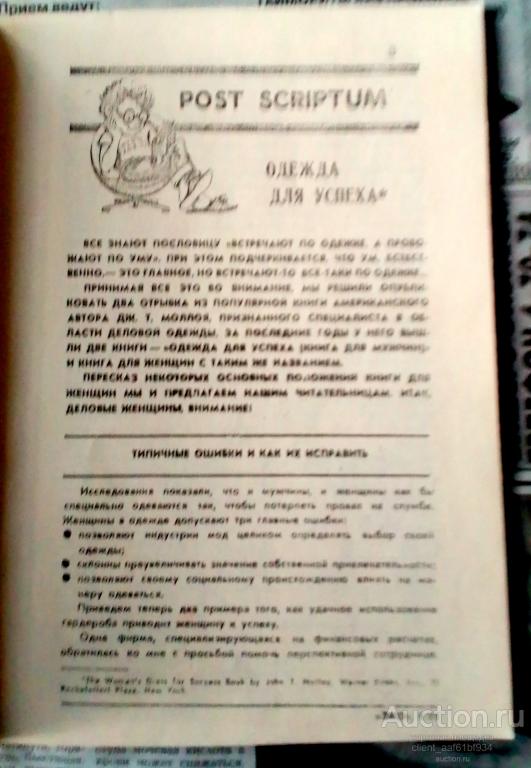 Прием ведут:
POST SCRIPTUM
ОДЕЖДА
ДЛЯ УСПЕХА*
ВСЕ ЗНАЮТ ПОСЛОВИЦУ «ВСТРЕЧАЮТ ПО ОДЕЖКЕ, А ПРОВО-
ЖАЮТ ПО УМУ». ПРИ ЭТОМ ПОДЧЕРКИВАЕТСЯ, ЧТО УМ, ЕСТЕСТ-
ВЕННО,— ЭТО ГЛАВНОЕ, НО ВСТРЕЧАЮТ-ТО ВСЕ-ТАКИ ПО ОДЕЖКЕ...
ПРИНИМАЯ ВСЕ ЭТО ВО ВНИМАНИЕ, МЫ РЕШИЛИ ОПУБЛИ-
КОВАТЬ ДВА ОТРЫВКА ИЗ ПОПУЛЯРНОЙ КНИГИ АМЕРИКАНСКОГО
АВТОРА ДЖ. Т. МОЛЛОЯ, ПРИЗНАННОГО СПЕЦИАЛИСТА В ОБ-
ЛАСТИ ДЕЛОВОЙ ОДЕЖДЫ. ЗА ПОСЛЕДНИЕ ГОДЫ У НЕГО ВЫШ-
ЛИ ДВЕ КНИГИ — «ОДЕЖДА ДЛЯ УСПЕХА (КНИГА ДЛЯ МУЖЧИН)»
И КНИГА ДЛЯ ЖЕНЩИН С ТАКИМ ЖЕ НАЗВАНИЕМ.
ПЕРЕСКАЗ НЕКОТОРЫХ ОСНОВНЫХ ПОЛОЖЕНИЙ КНИГИ ДЛЯ
ЖЕНЩИН МЫ И ПРЕДЛАГАЕМ НАШИМ ЧИТАТЕЛЬНИЦАМ. ИТАК,
ДЕЛОВЫЕ ЖЕНЩИНЫ, ВНИМАНИЕ!
ТИПИЧНЫЕ ОШИБКИ И КАК ИХ ИСПРАВИТЬ
Исследования показали, что и мужчины, и женщины как бы
специально одеваются так, чтобы потерпеть провал на службе.
Женщины в одежде допускают три главные ошибки:
● позволяют индустрии мод целиком определять выбор своей
одежды;
● склонны преувеличивать значение собственной привлекательности;
● позволяют своему социальному происхождению влиять на ма-
неру одеваться.
Приведем теперь два примера того, как удачное использование
гардероба приводит женщину к успеху.
Одна фирма, специализирующаяся на финансовых расчетах,
обратилась ко мне с просьбой помочь перспективной сотруднице
*The Woman's Dress for Success Book by John T. Molloy, Warner Books,
Rockefeller Plaza, New York
Auction.ru
client_aaf61bf934
auction.ru